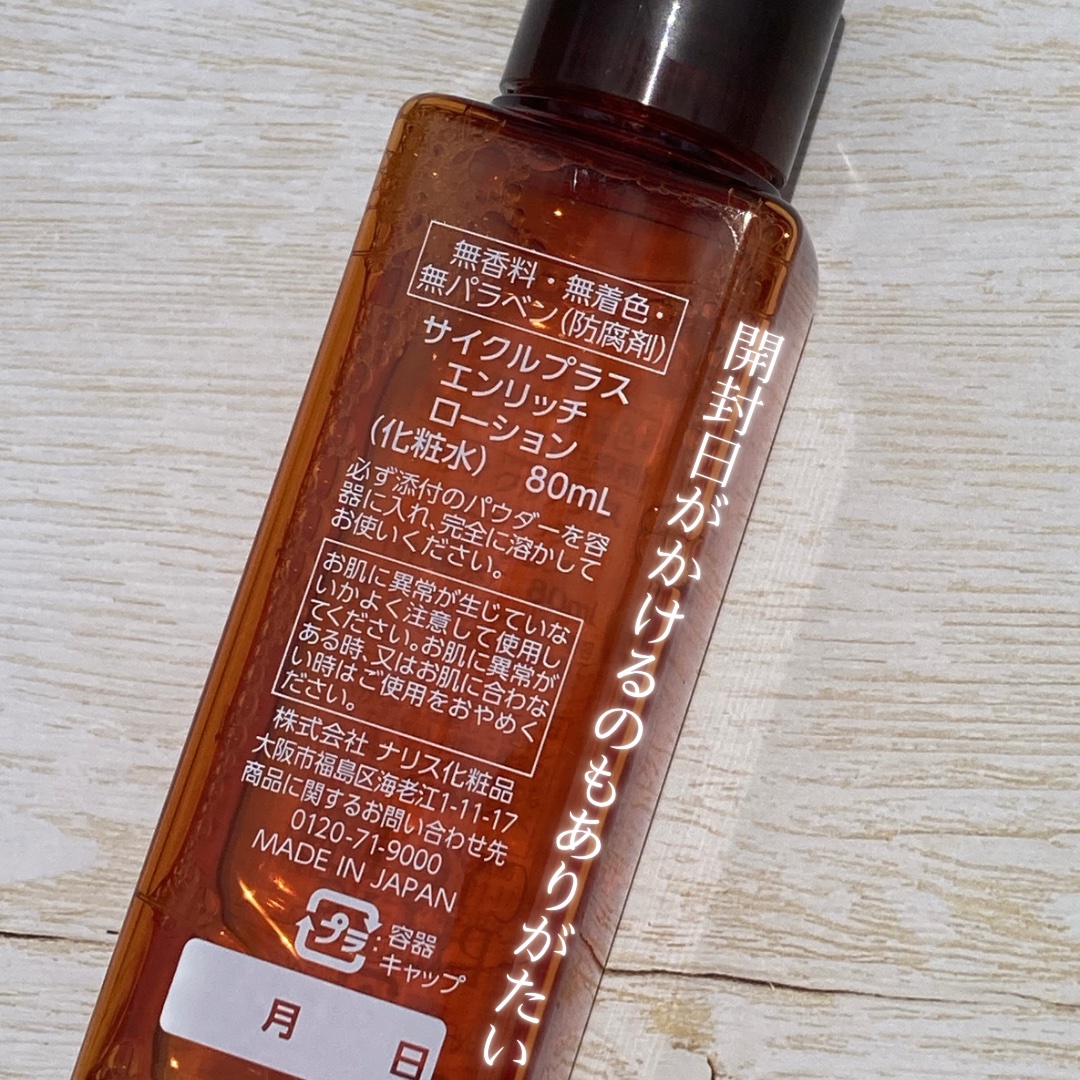 無香料・無着色・
無パラベン(防腐剤)
サイクルプラス
エンリッチ
ローション
(化粧水) 80mL
必ず添付のパウダーを容
器に入れ、完全に溶かして
お使いください。
お肌に異常が生じていな
いかよく注意して使用し
てください。お肌に異常が
ある時、又はお肌に合わな
い時はご使用をおやめく
ださい。
株式会社 ナリス化粧品
大阪市福島区海老江1-11-17
商品に関するお問い合わせ先
0120-71-9000
MADE IN JAPAN
プラ : 容器
キャップ
月 日
開封日がかけるのもありがたい